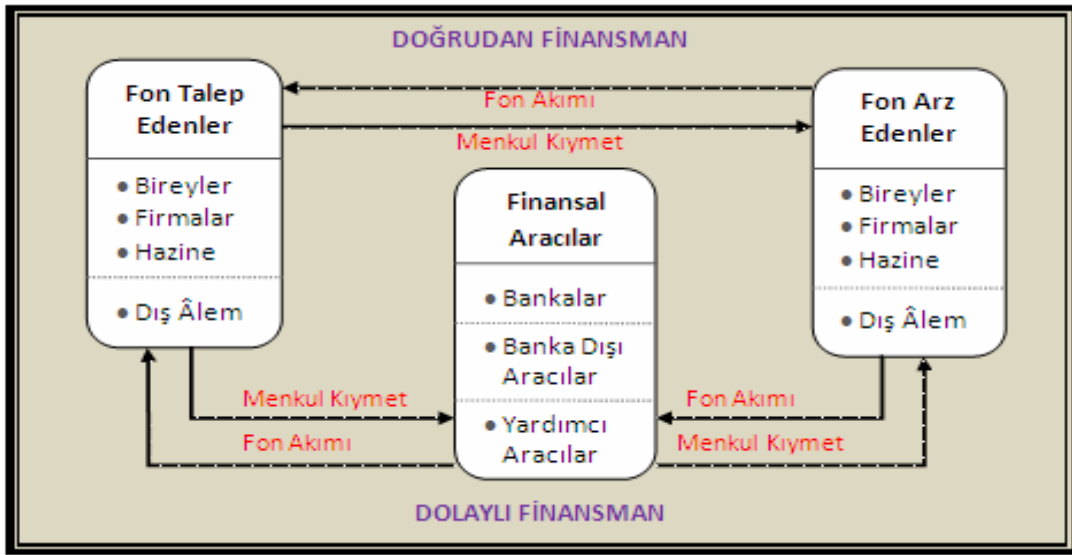 DOĞRUDAN FİNANSMAN
Fon Talep
Edenler
• Bireyler
• Firmalar
• Hazine
• Dış Âlem
Fon Akımı
Menkul Kıymet
Finansal
Aracılar
• Bankalar
• Banka Dışı
Aracılar
• Yardımcı
Aracılar
Fon Arz
Edenler
• Bireyler
• Firmalar
• Hazine
• Dış Âlem
Menkul Kıymet
Fon Akımı
Fon Akımı
Menkul Kıymet
DOLAYLI FİNANSMAN